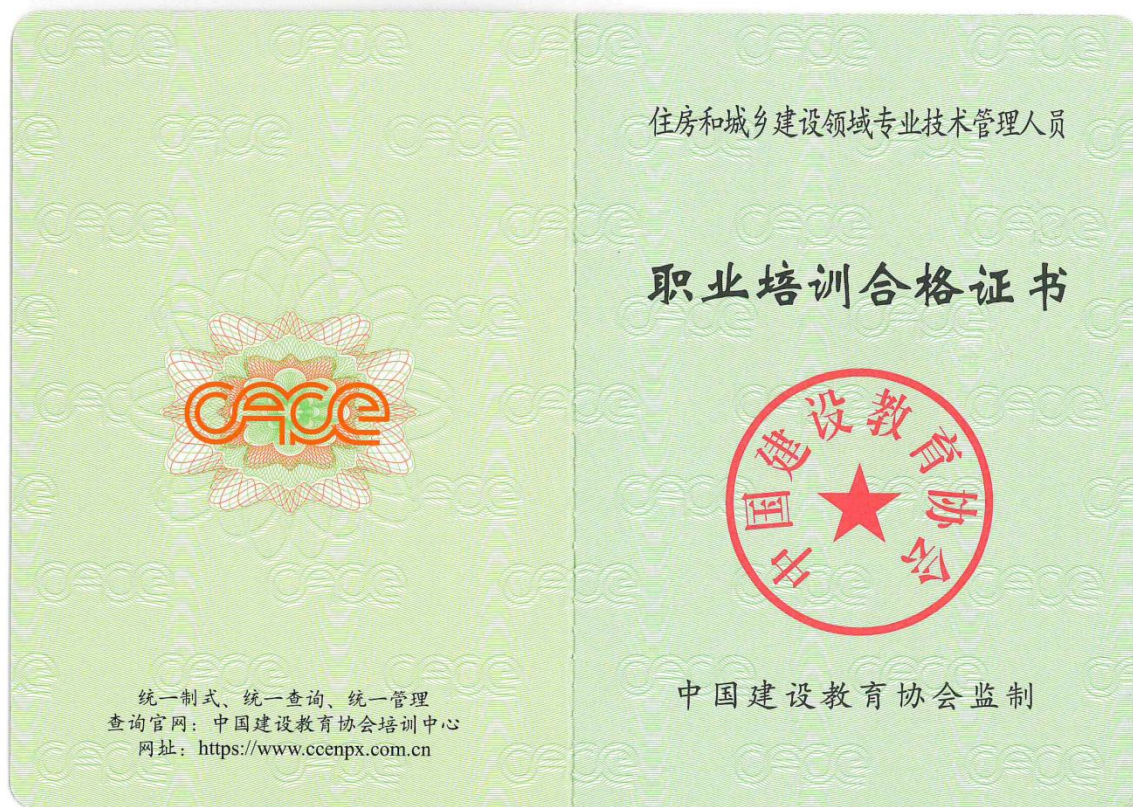 住房和城乡建设领域专业技术管理人员
职业培训合格证书
中国建设教育协会
中国建设教育协会监制
CACE
统一制式、统一查询、统一管理
查询官网：中国建设教育协会培训中心
网址：https://www.ccenpx.com.cn